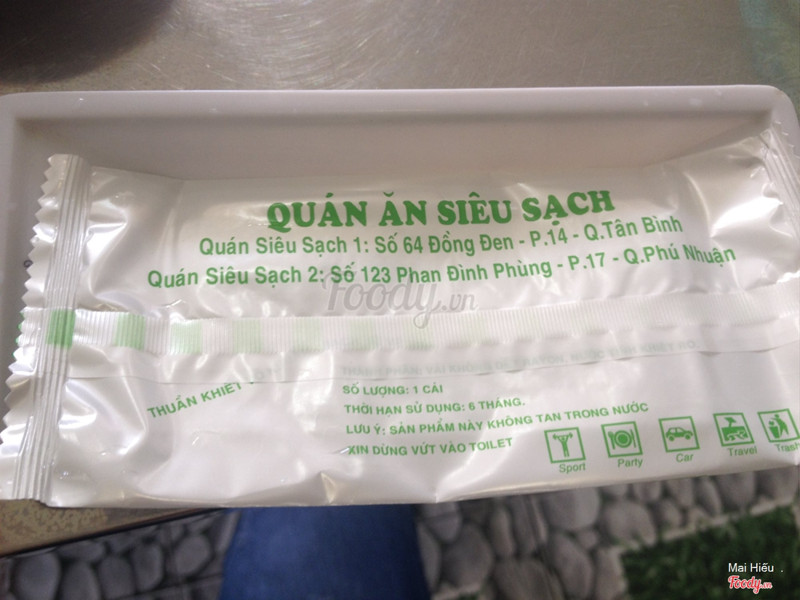 QUÁN ĂN SIÊU SẠCH
Quán Siêu Sạch 1: Số 64 Đồng Đen - P.14 - Q.Tân Bình
Quán Siêu Sạch 2: Số 123 Phan Đình Phùng - P.17 - Q.Phú Nhuận
Foody.vn
THUẦN KHIẾT
SỐ LƯỢNG: 1 CÁI
THỜI HẠN SỬ DỤNG: 6 THÁNG.
LƯU Ý: SẢN PHẨM NÀY KHÔNG TAN TRONG NƯỚC
XIN DỪNG VỨT VÀO TOILET
Sport
Party
Car
Travel
Trash
Mai Hiếu .
Foody.vn